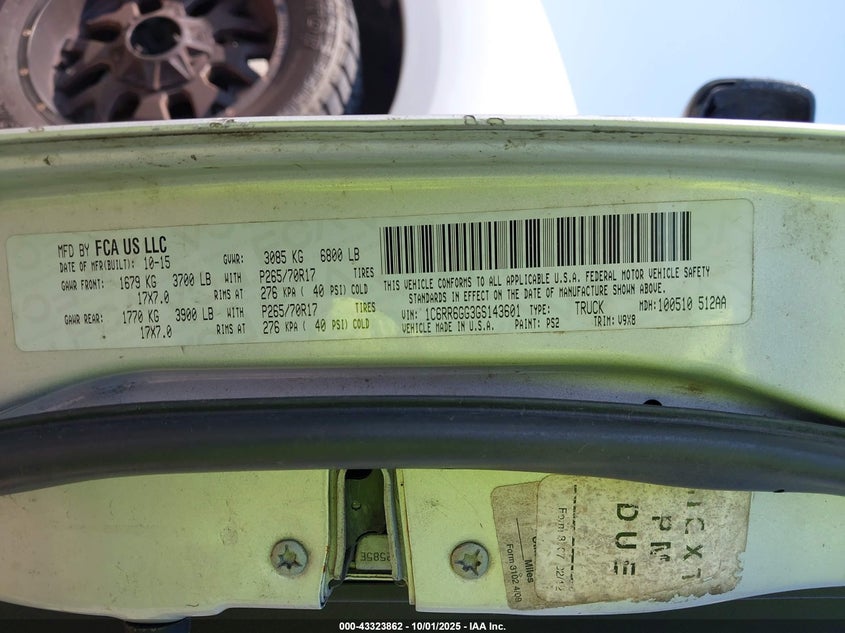 MFD BY FCA US LLC
DATE OF MFR(BUILT): 10-15
GVWR: 3085 KG 6800 LB
GAWR FRONT: 1679 KG 3700 LB WITH P265/70R17 TIRES
17X7.0 RIMS AT 276 KPA ( 40 PSI) COLD
GAWR REAR: 1770 KG 3900 LB WITH P265/70R17 TIRES
17X7.0 RIMS AT 276 KPA ( 40 PSI) COLD
THIS VEHICLE CONFORMS TO ALL APPLICABLE U.S.A. FEDERAL MOTOR VEHICLE SAFETY
STANDARDS IN EFFECT ON THE DATE OF MANUFACTURE SHOWN ABOVE.
VIN: 1C6RR6GG3GS143601 TYPE: TRUCK MDH: 100510 512AA
VEHICLE MADE IN U.S.A. PAINT: PS2 TRIM: V9X8
PM
DUE
Miles
Form 3102 4/08
000-43323862 - 10/01/2025 - IAA Inc.